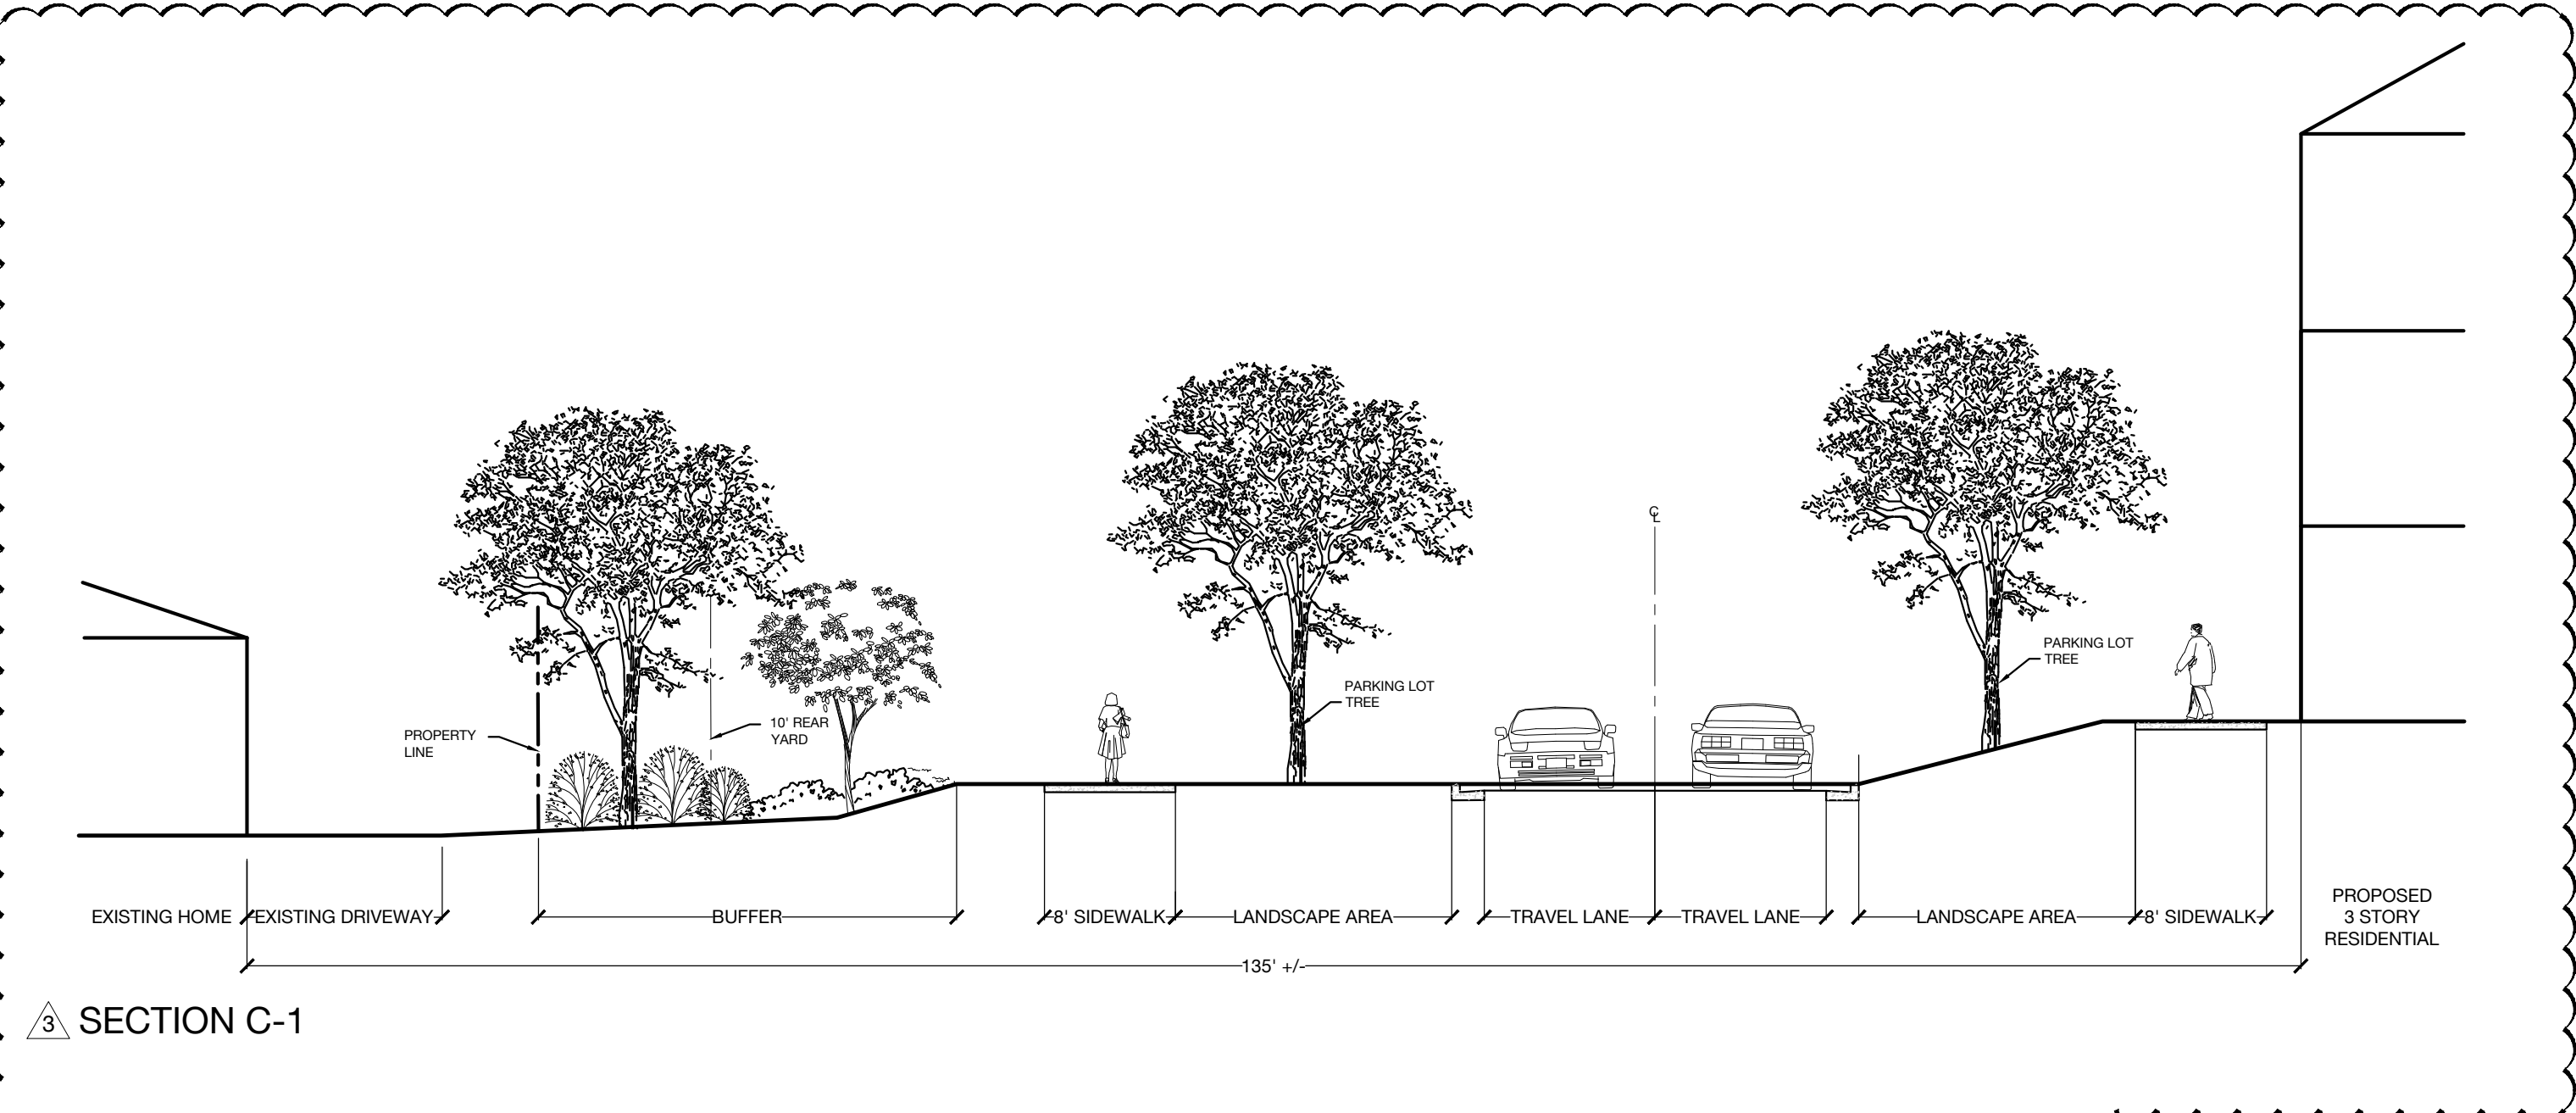 ℄
PARKING LOT
TREE
PARKING LOT
TREE
10' REAR
YARD
PROPERTY
LINE
EXISTING HOME
EXISTING DRIVEWAY
BUFFER
8' SIDEWALK
LANDSCAPE AREA
TRAVEL LANE
TRAVEL LANE
LANDSCAPE AREA
8' SIDEWALK
PROPOSED
3 STORY
RESIDENTIAL
135' +/-
3 SECTION C-1